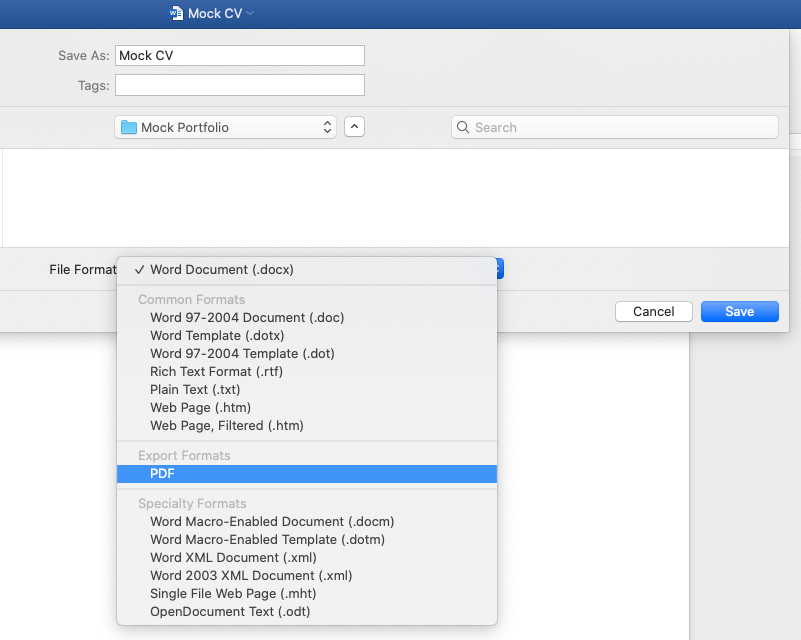 Mock CV
Save As: Mock CV
Tags:
Mock Portfolio
Search
File Format
✓ Word Document (.docx)
Common Formats
Word 97-2004 Document (.doc)
Word Template (.dotx)
Word 97-2004 Template (.dot)
Rich Text Format (.rtf)
Plain Text (.txt)
Web Page (.htm)
Web Page, Filtered (.htm)
Export Formats
PDF
Specialty Formats
Word Macro-Enabled Document (.docm)
Word Macro-Enabled Template (.dotm)
Word XML Document (.xml)
Word 2003 XML Document (.xml)
Single File Web Page (.mht)
OpenDocument Text (.odt)
Cancel
Save